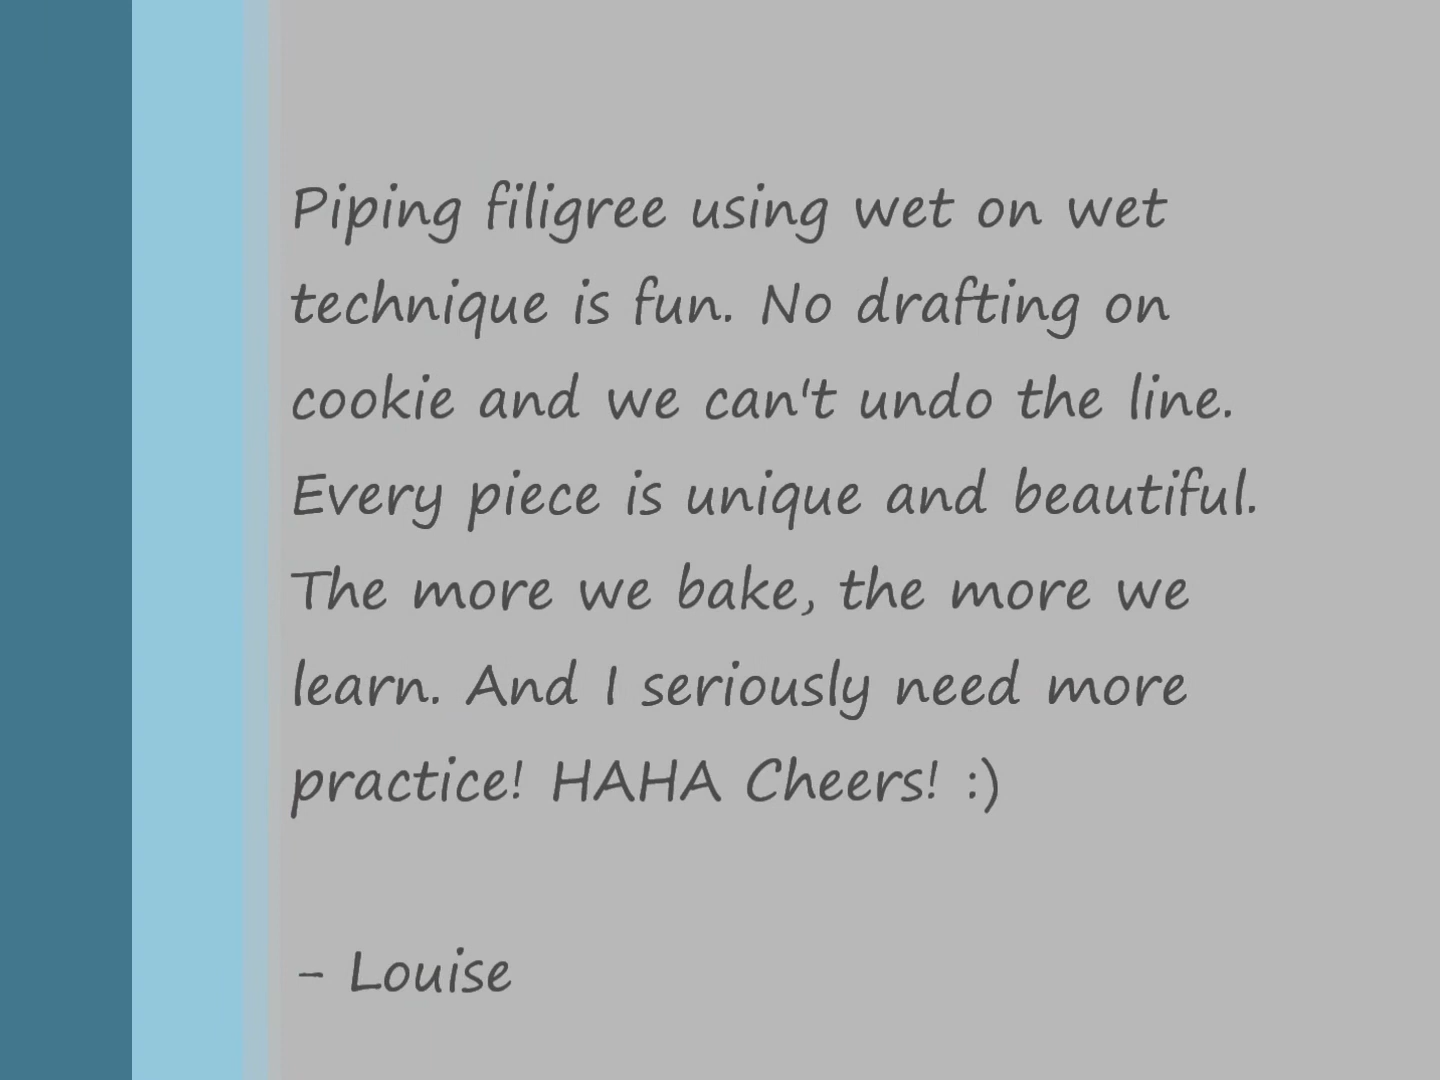 Piping filigree using wet on wet
technique is fun. No drafting on
cookie and we can't undo the line.
Every piece is unique and beautiful.
The more we bake, the more we
learn. And I seriously need more
practice! HAHA Cheers! :)
- Louise